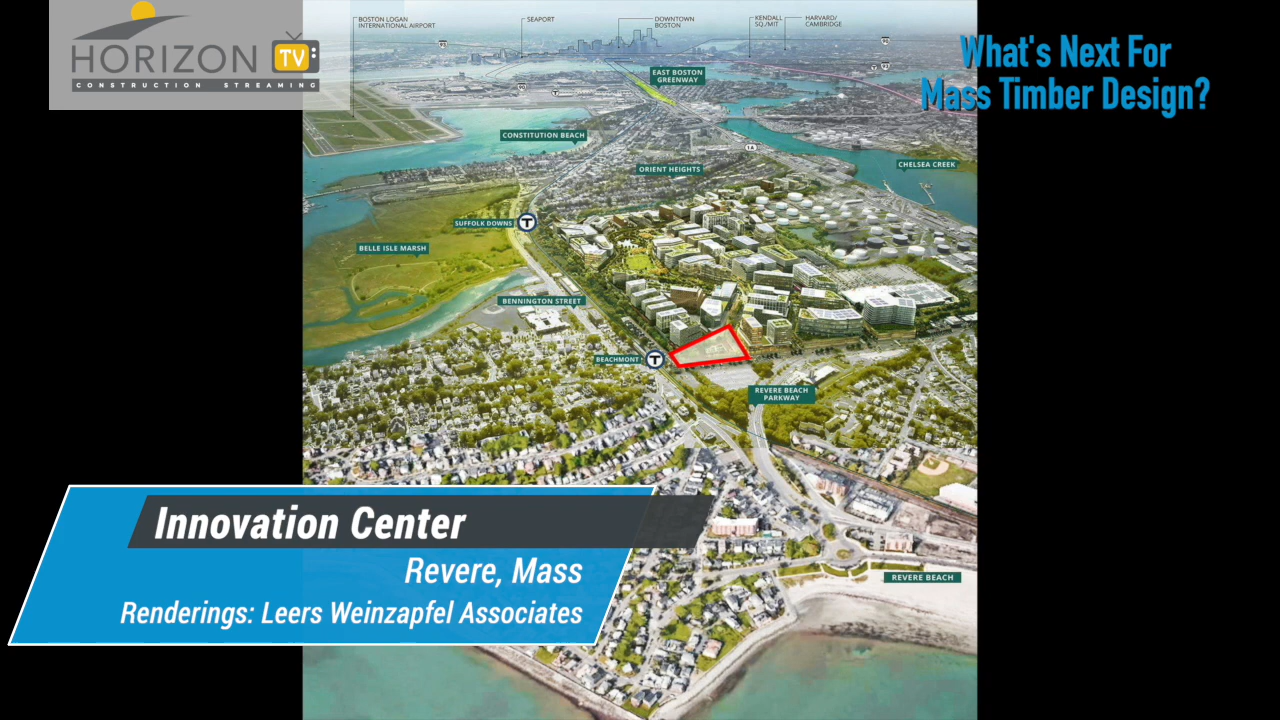 HORIZON TV:
CONSTRUCTION STREAMING
What's Next For
Mass Timber Design?
BOSTON LOGAN
INTERNATIONAL AIRPORT
SEAPORT
DOWNTOWN
BOSTON
KENDALL
SQ./MIT
HARVARD/
CAMBRIDGE
EAST BOSTON
GREENWAY
CONSTITUTION BEACH
1A
ORIENT HEIGHTS
CHELSEA CREEK
SUFFOLK DOWNS
T
BELLE ISLE MARSH
BENNINGTON STREET
BEACHMONT
T
REVERE BEACH
PARKWAY
REVERE BEACH
Innovation Center
Revere, Mass
Renderings: Leers Weinzapfel Associates